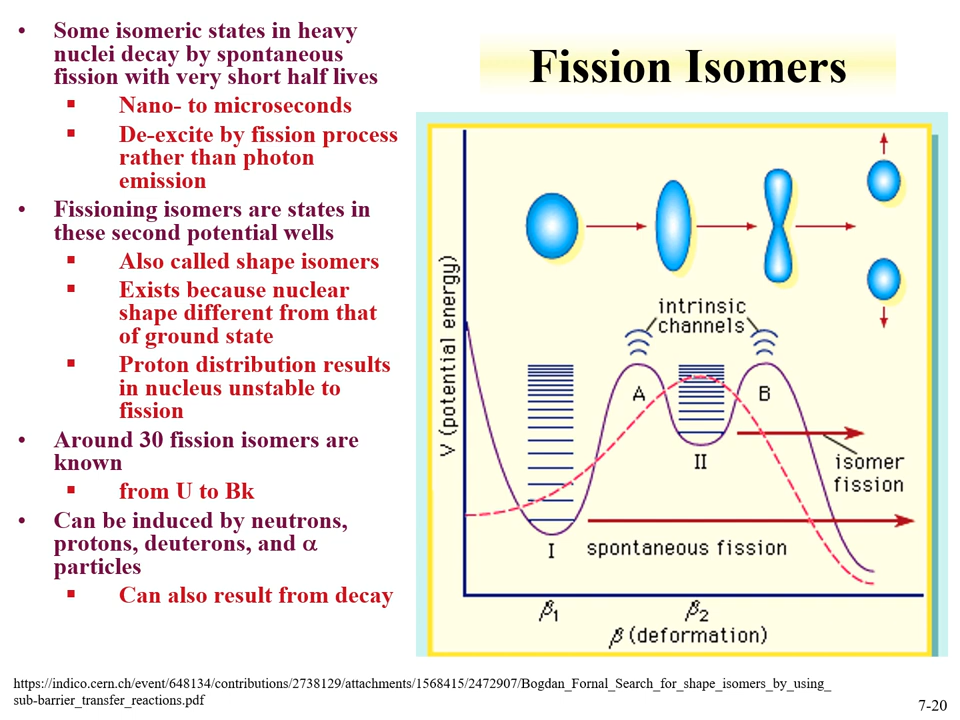 • Some isomeric states in heavy
nuclei decay by spontaneous
fission with very short half lives
▪ Nano- to microseconds
▪ De-excite by fission process
rather than photon
emission
• Fissioning isomers are states in
these second potential wells
▪ Also called shape isomers
▪ Exists because nuclear
shape different from that
of ground state
▪ Proton distribution results
in nucleus unstable to
fission
• Around 30 fission isomers are
known
▪ from U to Bk
• Can be induced by neutrons,
protons, deuterons, and α
particles
▪ Can also result from decay
Fission Isomers
V (potential energy)
intrinsic
channels
A
B
II
isomer
fission
I
spontaneous fission
β₁
β₂
β (deformation)
https://indico.cern.ch/event/648134/contributions/2738129/attachments/1568415/2472907/Bogdan_Fornal_Search_for_shape_isomers_by_using_
sub-barrier_transfer_reactions.pdf
7-20